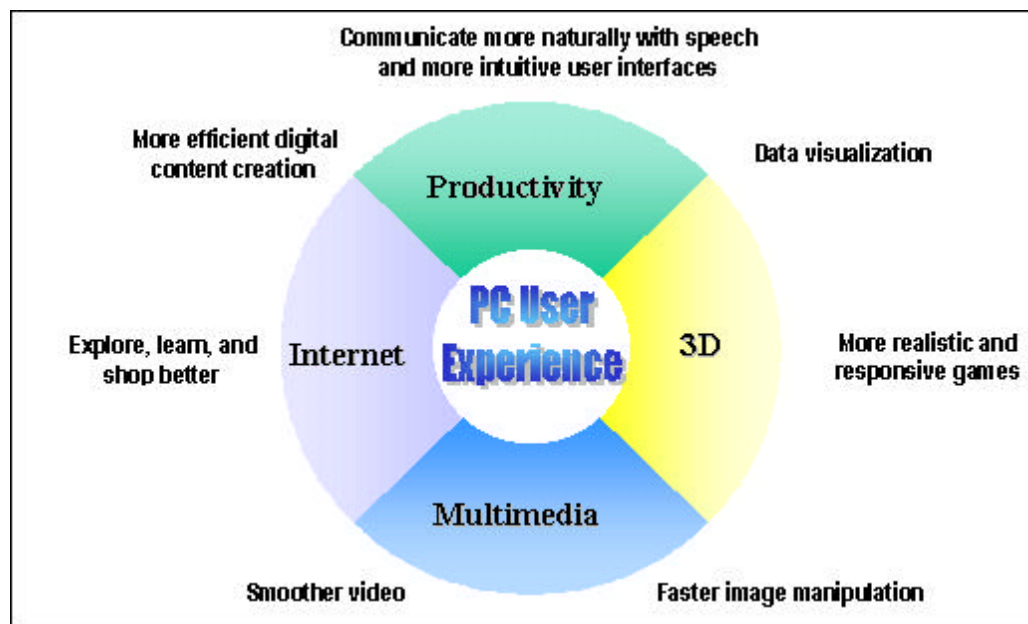 Communicate more naturally with speech
and more intuitive user interfaces
More efficient digital
content creation
Data visualization
Productivity
PC User
Experience
Internet
3D
Explore, learn, and
shop better
More realistic and
responsive games
Multimedia
Smoother video
Faster image manipulation